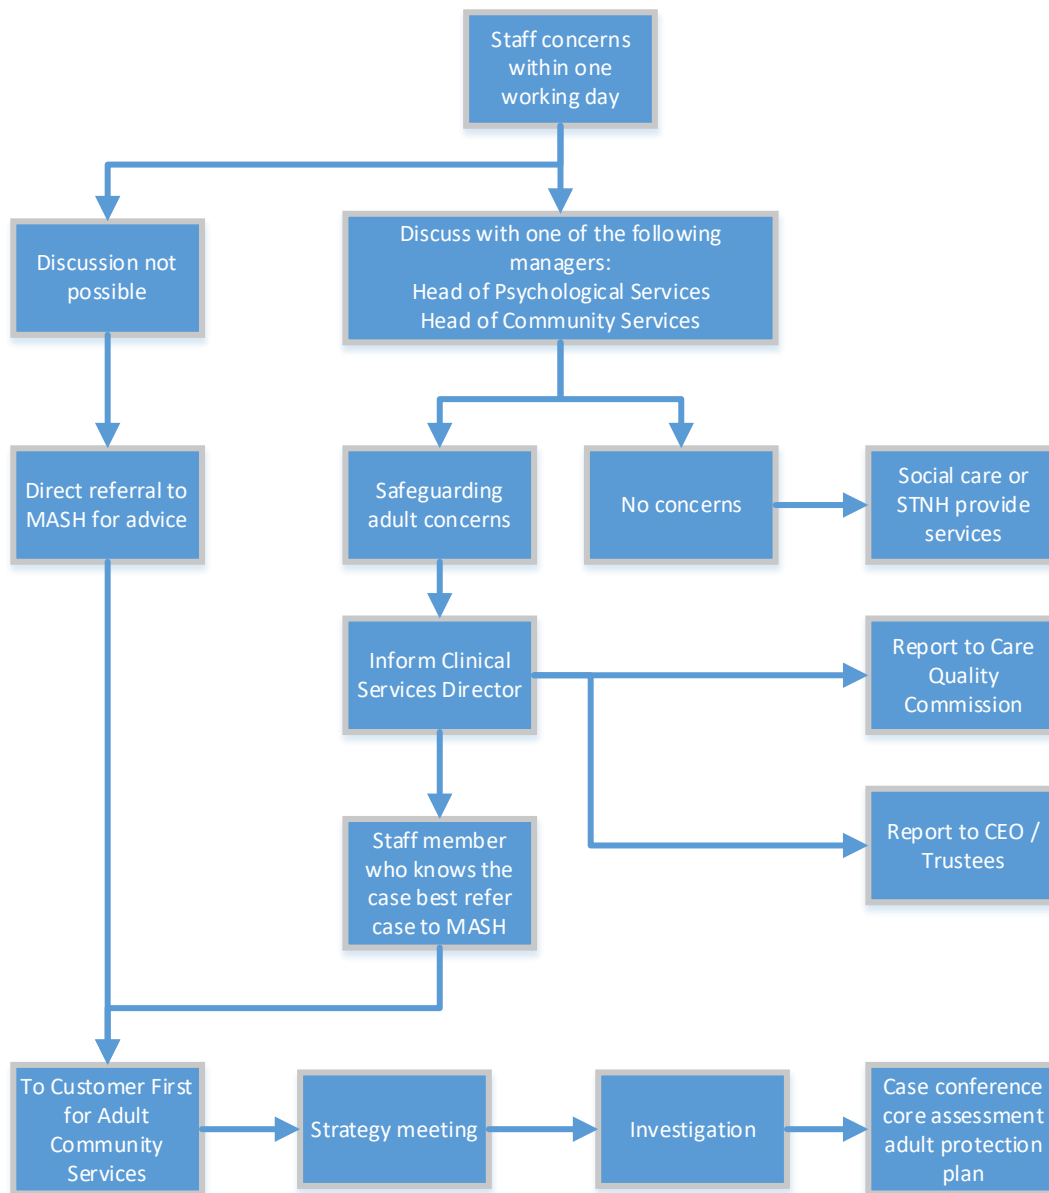 Staff concerns
within one
working day
Discussion not
possible
Discuss with one of the following
managers:
Head of Psychological Services
Head of Community Services
Direct referral to
MASH for advice
Safeguarding
adult concerns
No concerns
Social care or
STNH provide
services
Inform Clinical
Services Director
Report to Care
Quality
Commission
Staff member
who knows the
case best refer
case to MASH
Report to CEO /
Trustees
To Customer First
for Adult
Community
Services
Strategy meeting
Investigation
Case conference
core assessment
adult protection
plan